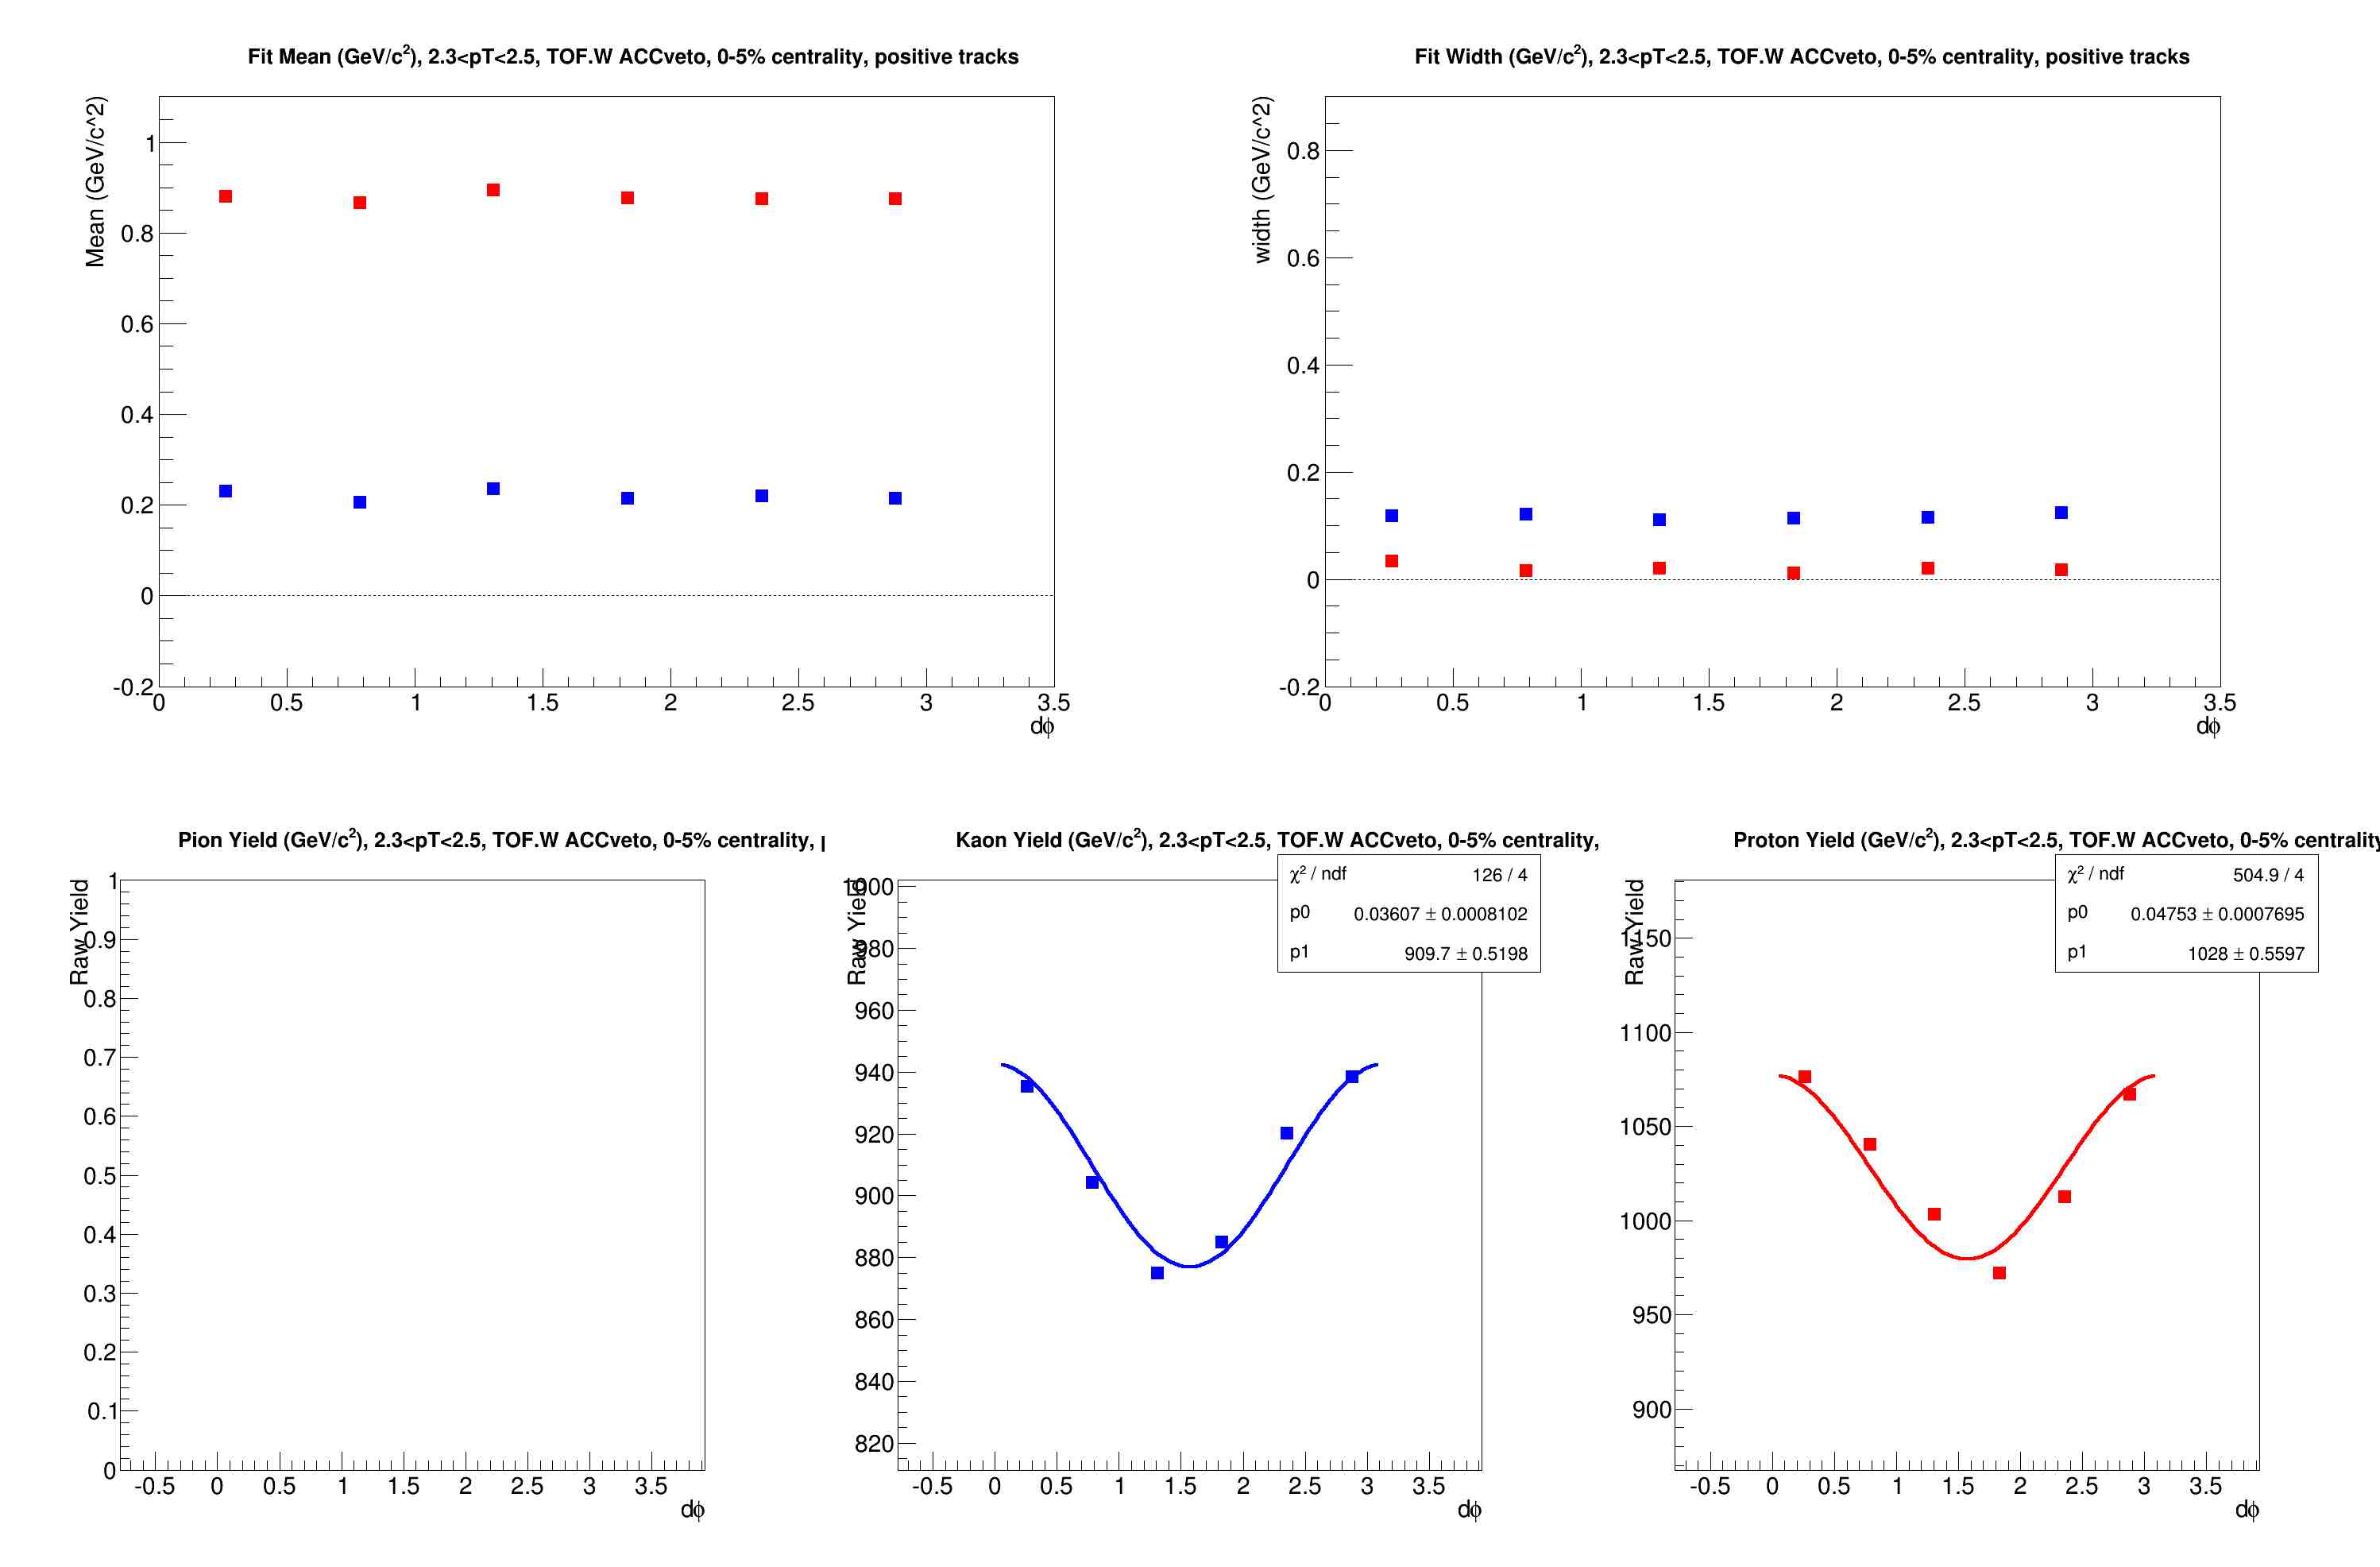 Fit Mean (GeV/c²), 2.3<pT<2.5, TOF.W ACCveto, 0-5% centrality, positive tracks
Mean (GeV/c^2)
1
0.8
0.6
0.4
0.2
0
-0.2
0 0.5 1 1.5 2 2.5 3 3.5
dϕ
Fit Width (GeV/c²), 2.3<pT<2.5, TOF.W ACCveto, 0-5% centrality, positive tracks
width (GeV/c^2)
0.8
0.6
0.4
0.2
0
-0.2
0 0.5 1 1.5 2 2.5 3 3.5
dϕ
Pion Yield (GeV/c²), 2.3<pT<2.5, TOF.W ACCveto, 0-5% centrality,
Raw Yield
1
0.9
0.8
0.7
0.6
0.5
0.4
0.3
0.2
0.1
0
-0.5 0 0.5 1 1.5 2 2.5 3 3.5
dϕ
Kaon Yield (GeV/c²), 2.3<pT<2.5, TOF.W ACCveto, 0-5% centrality,
χ² / ndf 126 / 4
p0 0.03607 ± 0.0008102
p1 909.7 ± 0.5198
Raw Yield
1000
980
960
940
920
900
880
860
840
820
-0.5 0 0.5 1 1.5 2 2.5 3 3.5
dϕ
Proton Yield (GeV/c²), 2.3<pT<2.5, TOF.W ACCveto, 0-5% centrality
χ² / ndf 504.9 / 4
p0 0.04753 ± 0.0007695
p1 1028 ± 0.5597
Raw Yield
1150
1100
1050
1000
950
900
-0.5 0 0.5 1 1.5 2 2.5 3 3.5
dϕ